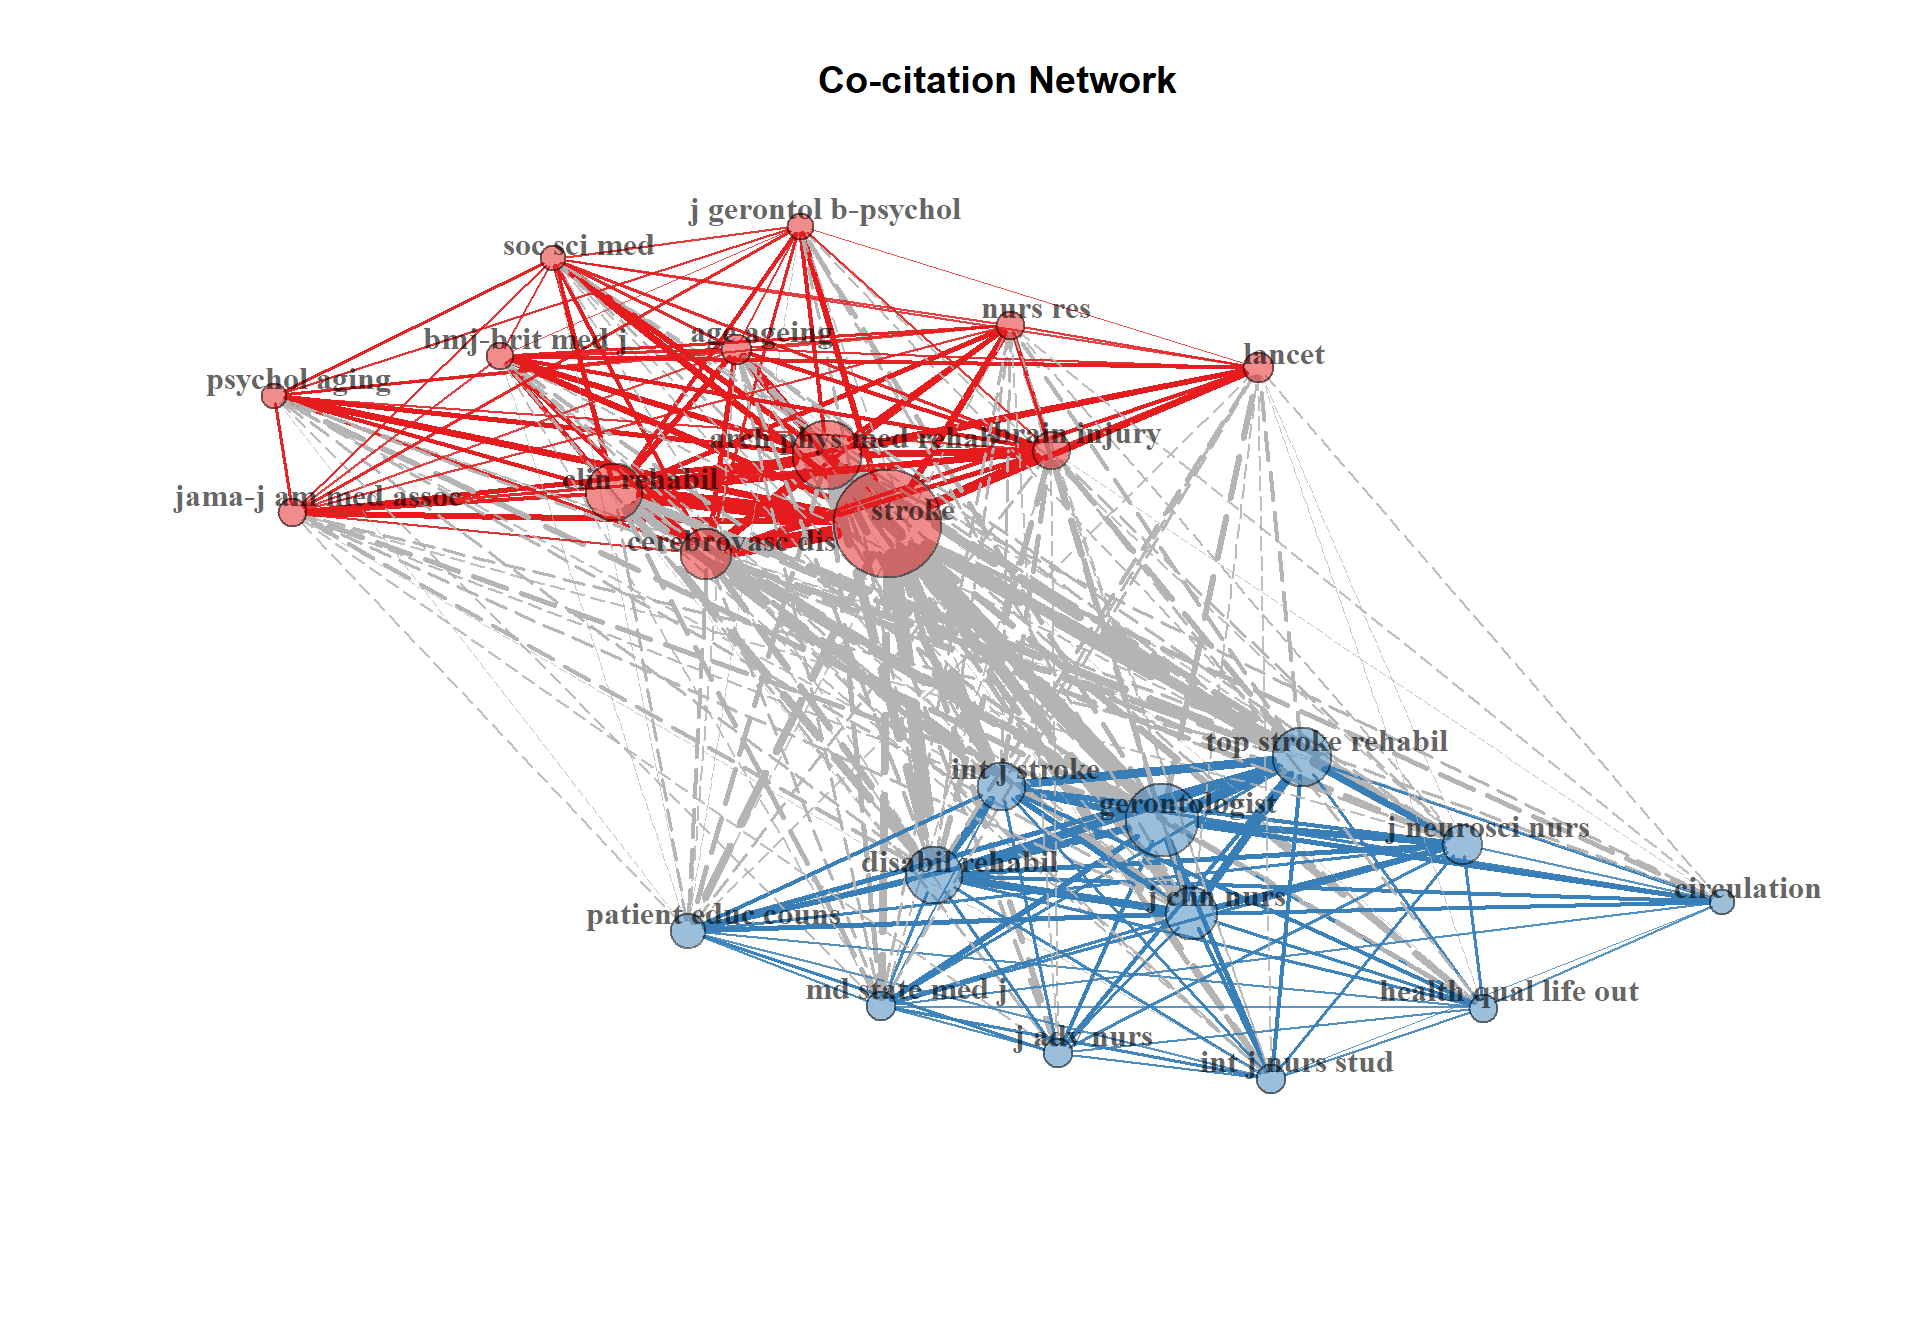 Co-citation Network
j gerontol b-psychol
soc sci med
nurs res
bmj-brit med j
age ageing
lancet
psychol aging
arch phys med rehab
brain injury
clin rehabil
jama-j am med assoc
stroke
cerebrovasc dis
top stroke rehabil
int j stroke
gerontologist
j neurosci nurs
disabil rehabil
circulation
j clin nurs
patient educ couns
md state med j
health qual life out
j adv nurs
int j nurs stud